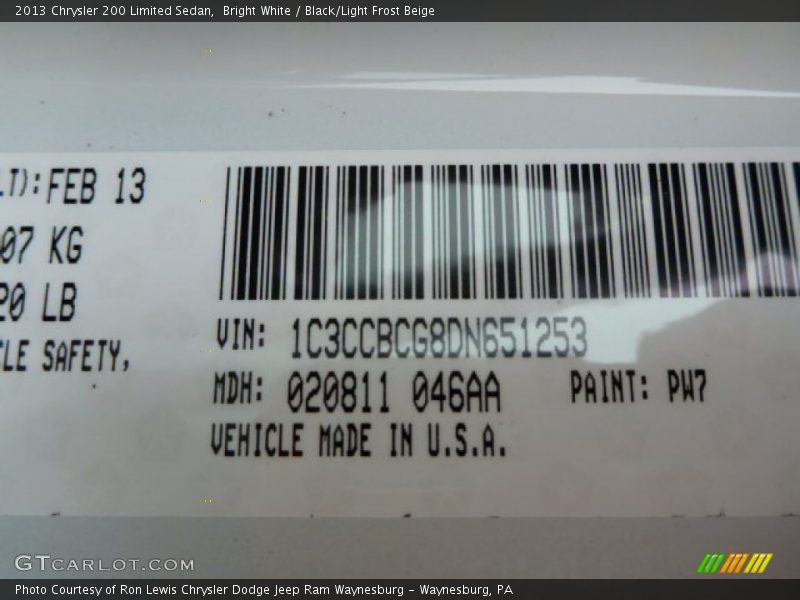 2013 Chrysler 200 Limited Sedan, Bright White / Black/Light Frost Beige
FEB 13
07 KG
20 LB
SAFETY,
VIN: 1C3CCBCG8DN651253
MDH: 020811 046AA PAINT: PW7
VEHICLE MADE IN U.S.A.
GTCARLOT.COM
Photo Courtesy of Ron Lewis Chrysler Dodge Jeep Ram Waynesburg - Waynesburg, PA